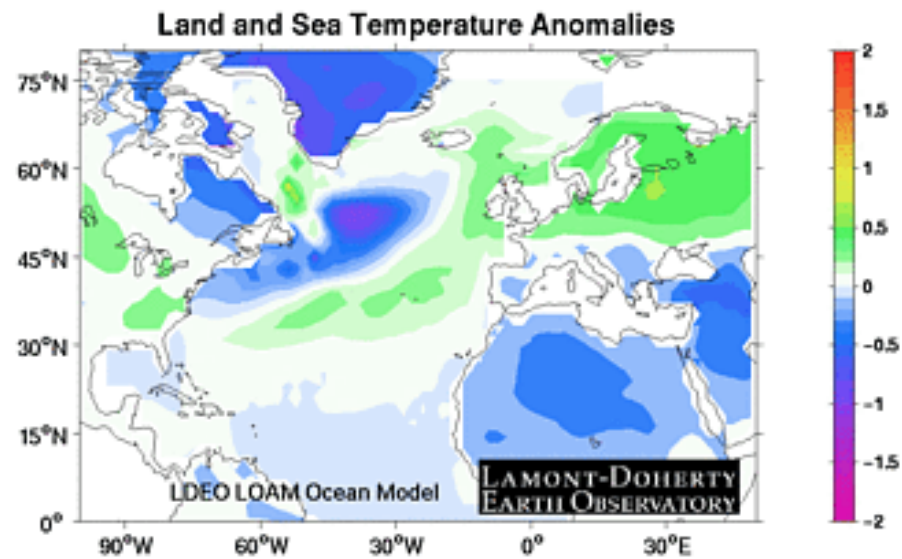 Land and Sea Temperature Anomalies
75°N
60°N
45°N
30°N
15°N
0°
90°W
60°W
30°W
0°
30°E
2
1.5
1
0.5
0
-0.5
-1
-1.5
-2
LDEO LOAM Ocean Model
LAMONT-DOHERTY
EARTH OBSERVATORY